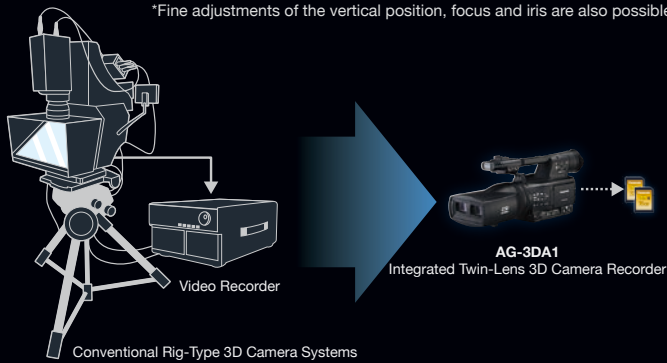 *Fine adjustments of the vertical position, focus and iris are also possible
Video Recorder
AG-3DA1
Integrated Twin-Lens 3D Camera Recorder
Conventional Rig-Type 3D Camera Systems